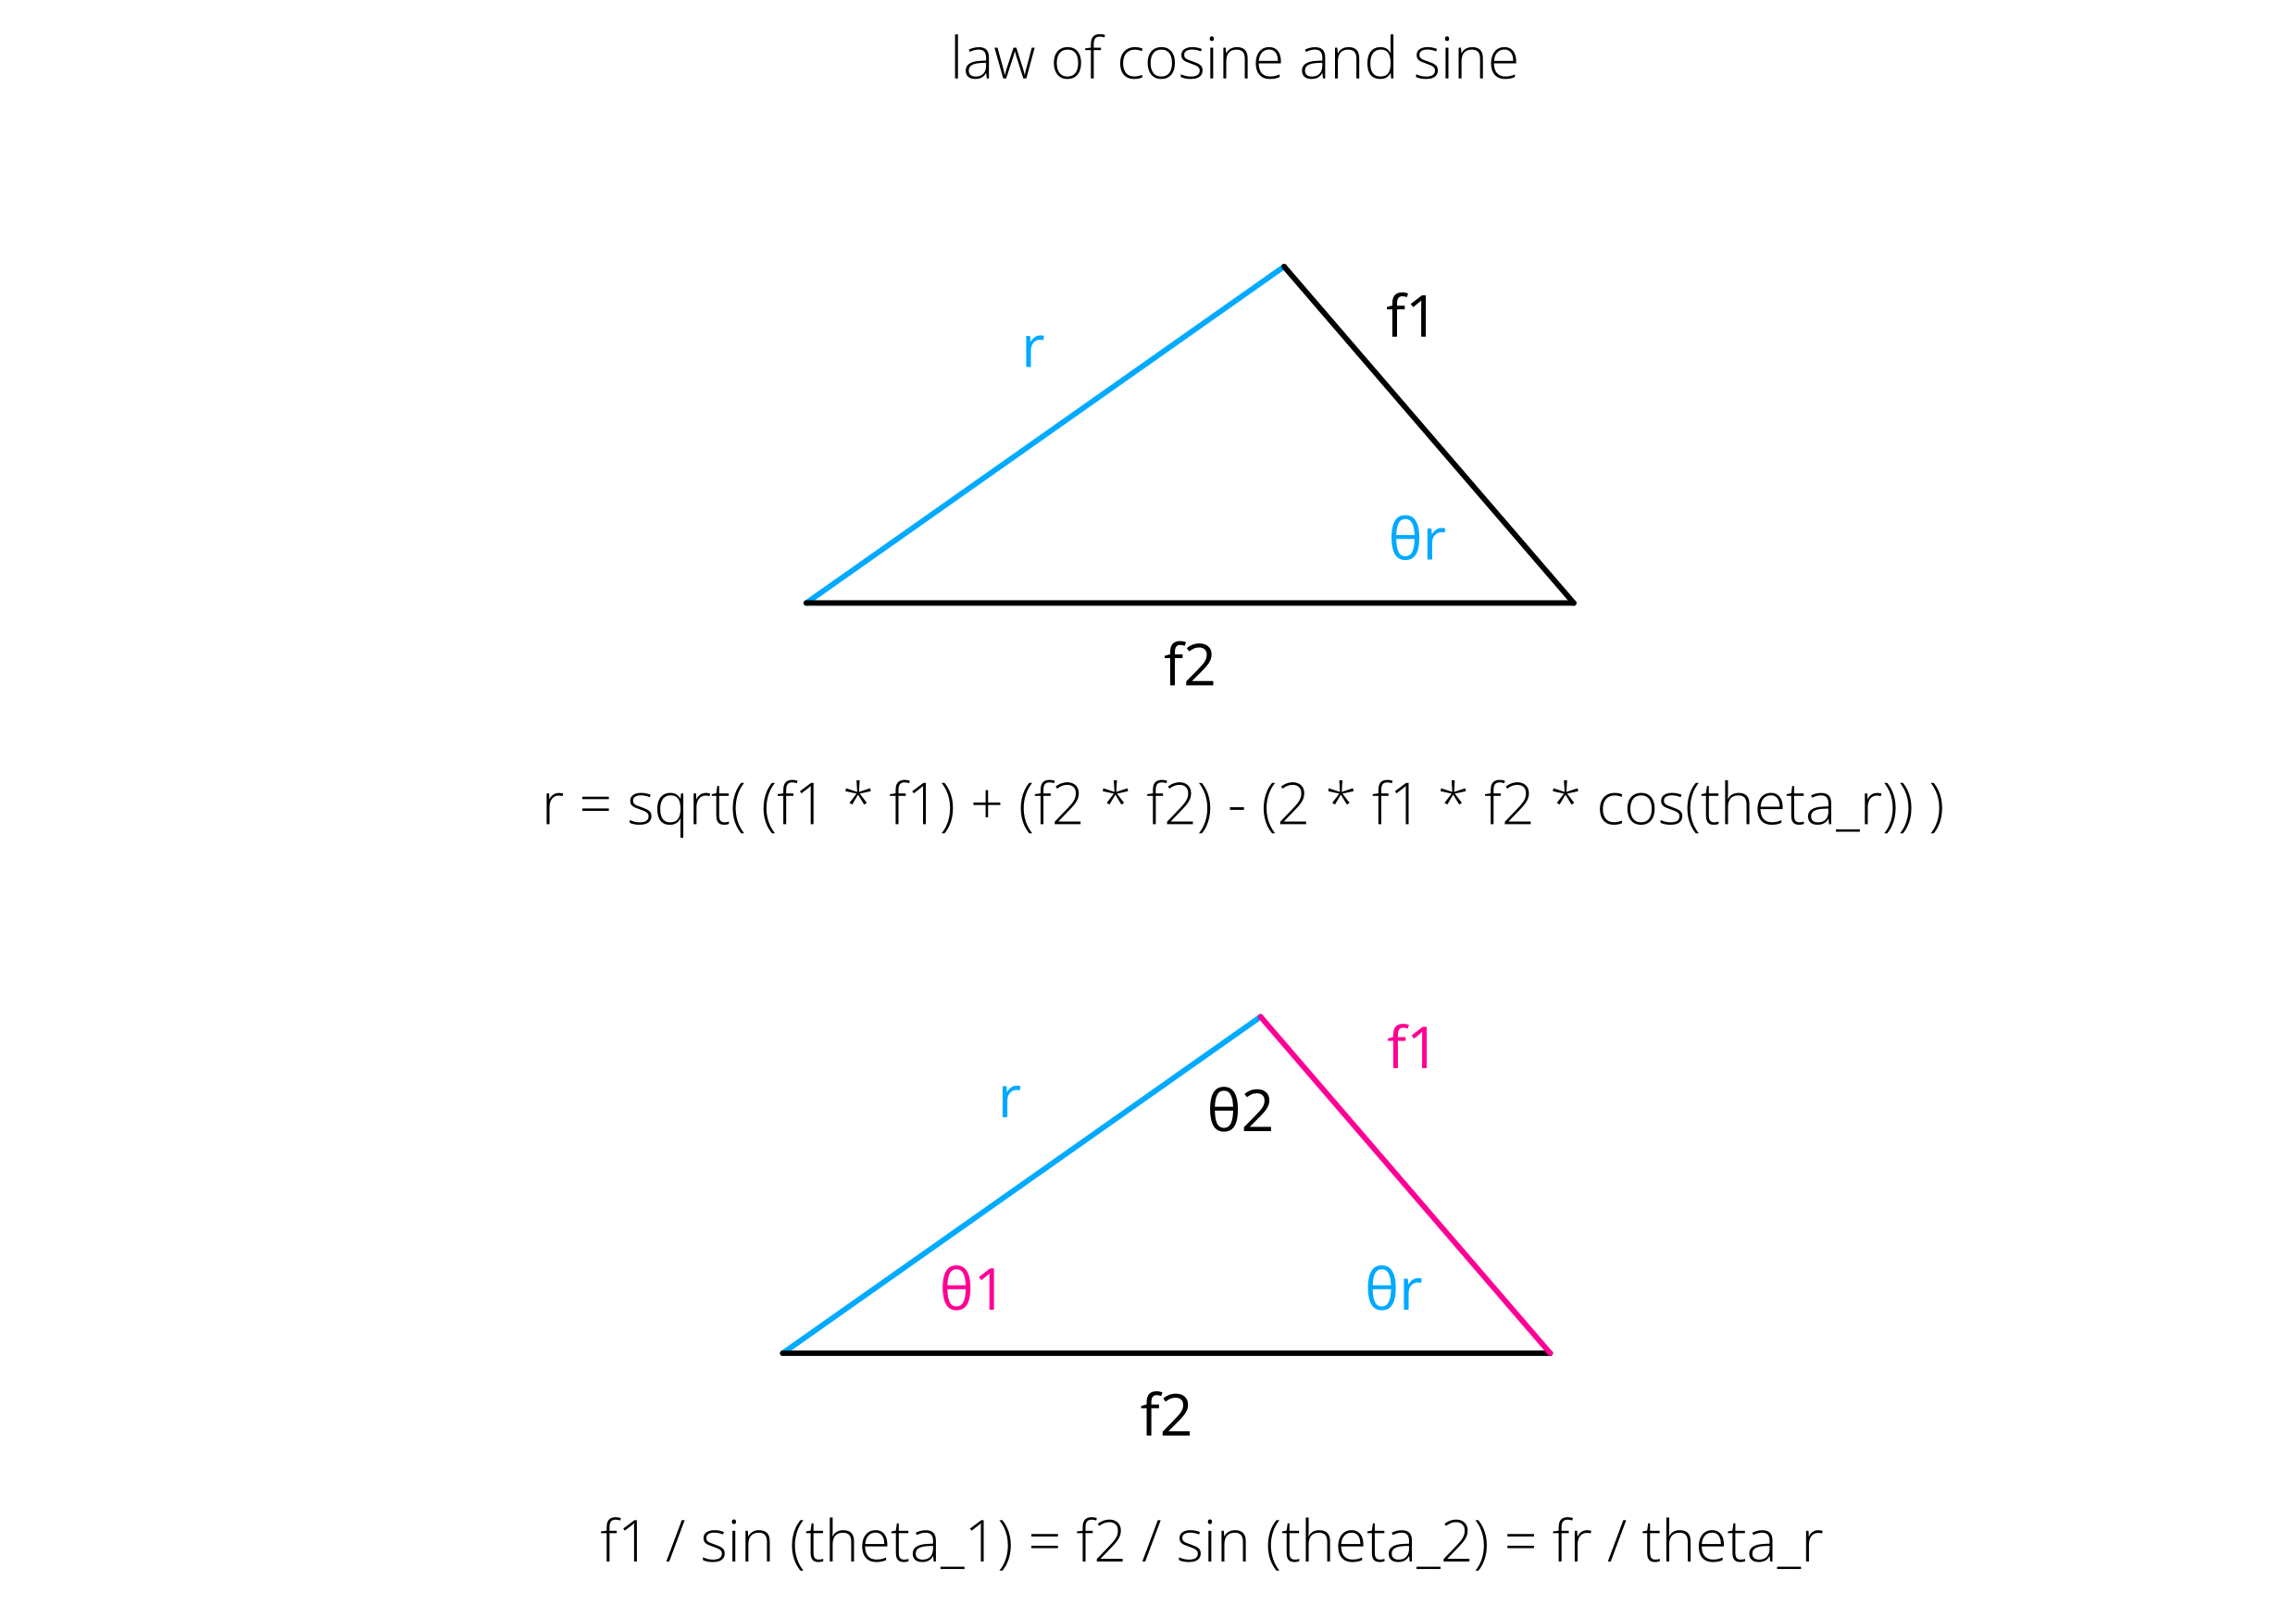 law of cosine and sine
f1
r
θr
f2
r = sqrt( (f1 * f1) + (f2 * f2) - (2 * f1 * f2 * cos(theta_r)) )
f1
r
θ2
θ1 θr
f2
f1 / sin (theta_1) = f2 / sin (theta_2) = fr / theta_r